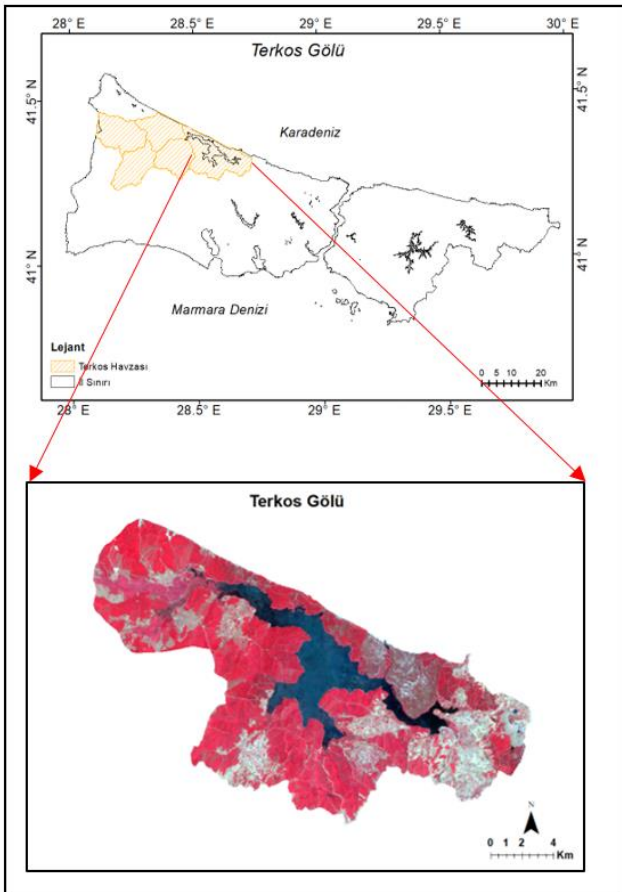 28° E 28.5° E 29° E 29.5° E 30° E
Terkos Gölü
41.5° N
41.5° N
Karadeniz
41° N
41° N
Marmara Denizi
Lejant
Terkos Havzası
İl Sınırı
0 5 10 20
Km
28° E 28.5° E 29° E 29.5° E
Terkos Gölü
N
0 1 2 4
Km